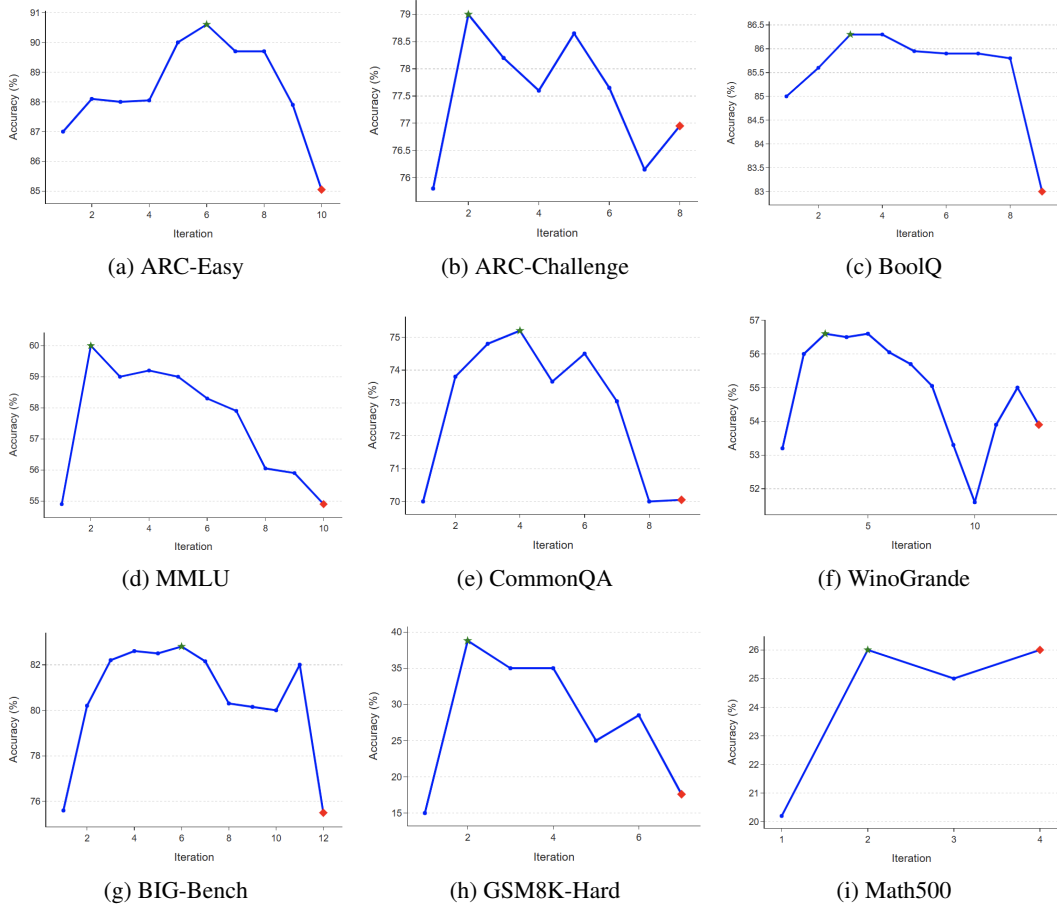 91
90
89
88
87
86
85
Accuracy (%)
2 4 6 8 10
Iteration
(a) ARC-Easy
79
78.5
78
77.5
77
76.5
76
Accuracy (%)
2 4 6 8
Iteration
(b) ARC-Challenge
86.5
86
85.5
85
84.5
84
83.5
83
Accuracy (%)
2 4 6 8
Iteration
(c) BoolQ
60
59
58
57
56
55
Accuracy (%)
2 4 6 8 10
Iteration
(d) MMLU
75
74
73
72
71
70
Accuracy (%)
2 4 6 8
Iteration
(e) CommonQA
57
56
55
54
53
52
Accuracy (%)
5 10
Iteration
(f) WinoGrande
82
80
78
76
Accuracy (%)
2 4 6 8 10 12
Iteration
(g) BIG-Bench
40
35
30
25
20
15
Accuracy (%)
2 4 6
Iteration
(h) GSM8K-Hard
26
25
24
23
22
21
20
Accuracy (%)
1 2 3 4
Iteration
(i) Math500